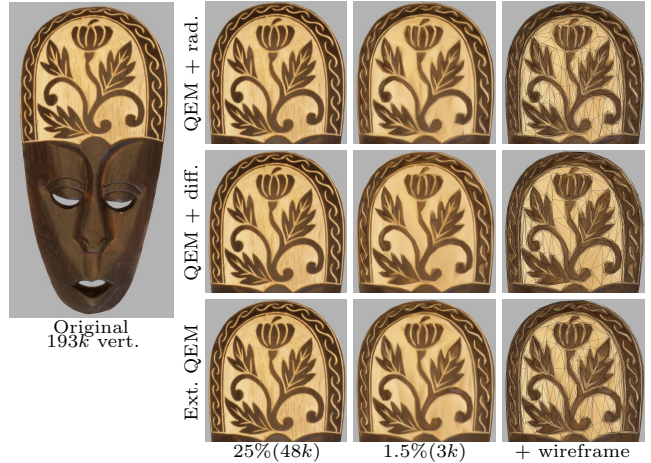 QEM + rad.
QEM + diff.
Ext. QEM
Original
193k vert.
25%(48k)
1.5%(3k)
+ wireframe